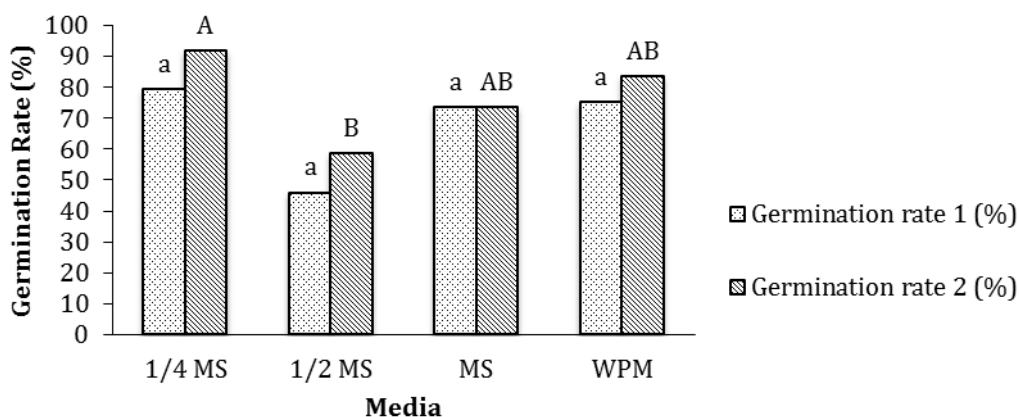 Germination Rate (%)
100
90
80
70
60
50
40
30
20
10
0
a
A
a
B
a
AB
a
AB
1/4 MS
1/2 MS
MS
WPM
Media
Germination rate 1 (%)
Germination rate 2 (%)